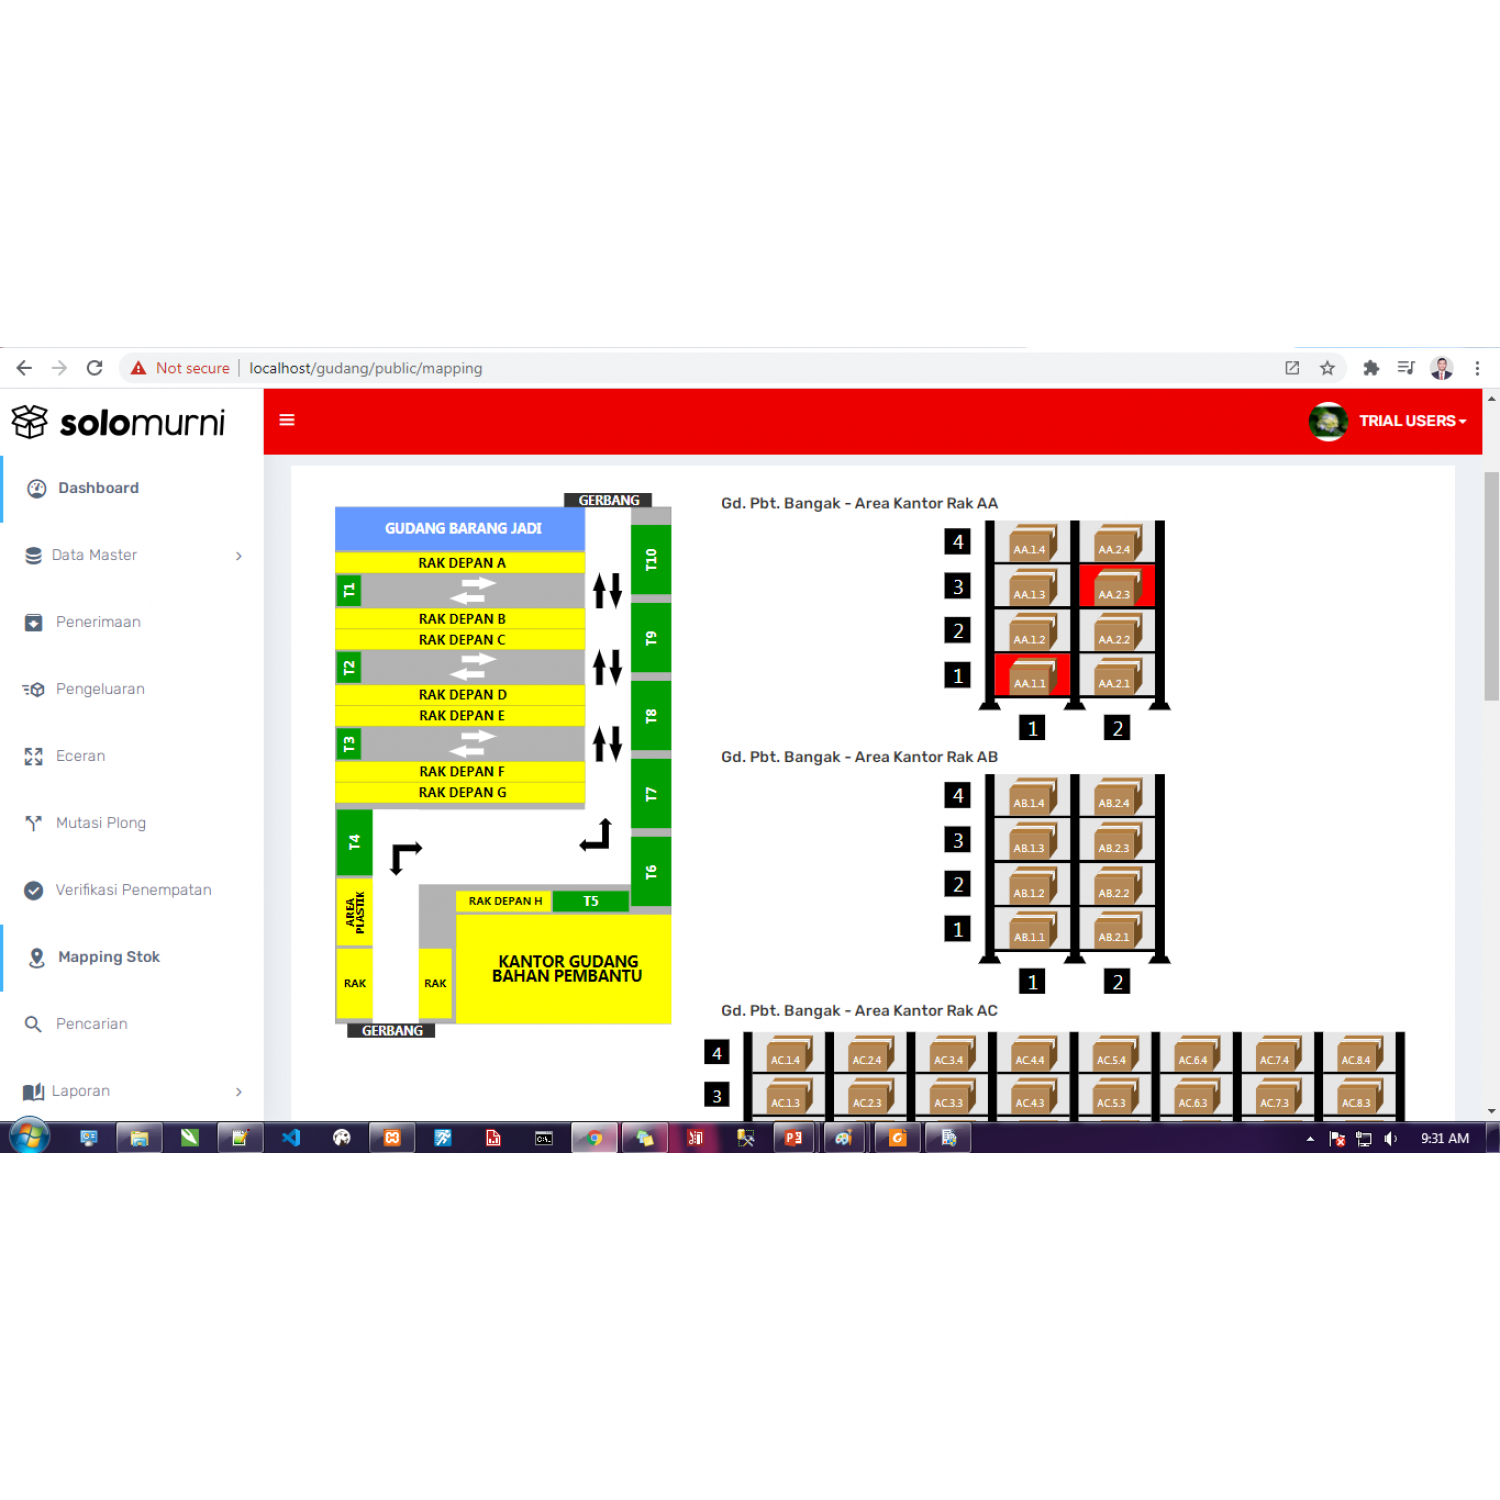 Not secure | localhost/gudang/public/mapping
solomurni
TRIAL USERS
Dashboard
Data Master
Penerimaan
Pengeluaran
Eceran
Mutasi Plong
Verifikasi Penempatan
Mapping Stok
Pencarian
Laporan
GERBANG
GUDANG BARANG JADI
RAK DEPAN A
T1
RAK DEPAN B
RAK DEPAN C
T2
RAK DEPAN D
RAK DEPAN E
T3
RAK DEPAN F
RAK DEPAN G
T10
T9
T8
T7
T6
T4
AREA
PLASTIK
RAK DEPAN H
T5
RAK
RAK
KANTOR GUDANG
BAHAN PEMBANTU
GERBANG
Gd. Pbt. Bangak - Area Kantor Rak AA
4 AA.1.4 AA.2.4
3 AA.1.3 AA.2.3
2 AA.1.2 AA.2.2
1 AA.1.1 AA.2.1
1 2
Gd. Pbt. Bangak - Area Kantor Rak AB
4 AB.1.4 AB.2.4
3 AB.1.3 AB.2.3
2 AB.1.2 AB.2.2
1 AB.1.1 AB.2.1
1 2
Gd. Pbt. Bangak - Area Kantor Rak AC
4 AC.1.4 AC.2.4 AC.3.4 AC.4.4 AC.5.4 AC.6.4 AC.7.4 AC.8.4
3 AC.1.3 AC.2.3 AC.3.3 AC.4.3 AC.5.3 AC.6.3 AC.7.3 AC.8.3
9:31 AM